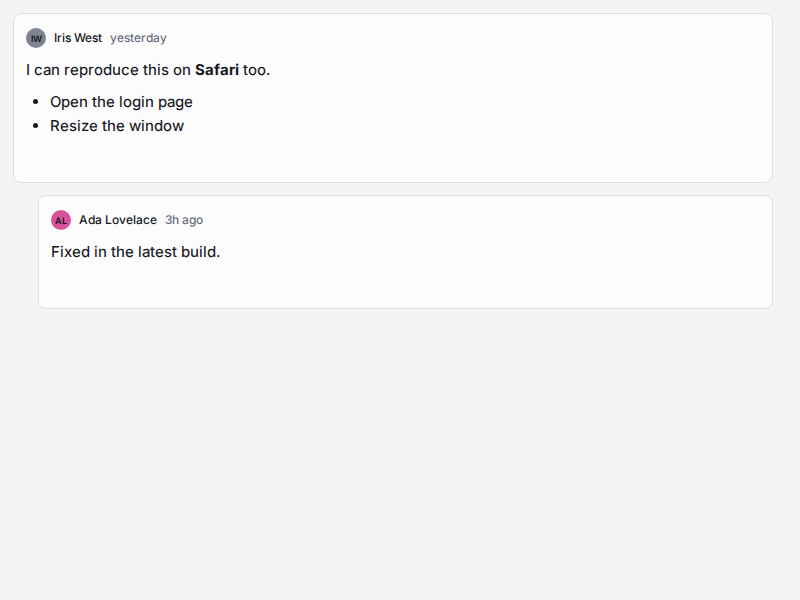 IW Iris West yesterday
I can reproduce this on Safari too.
• Open the login page
• Resize the window
AL Ada Lovelace 3h ago
Fixed in the latest build.